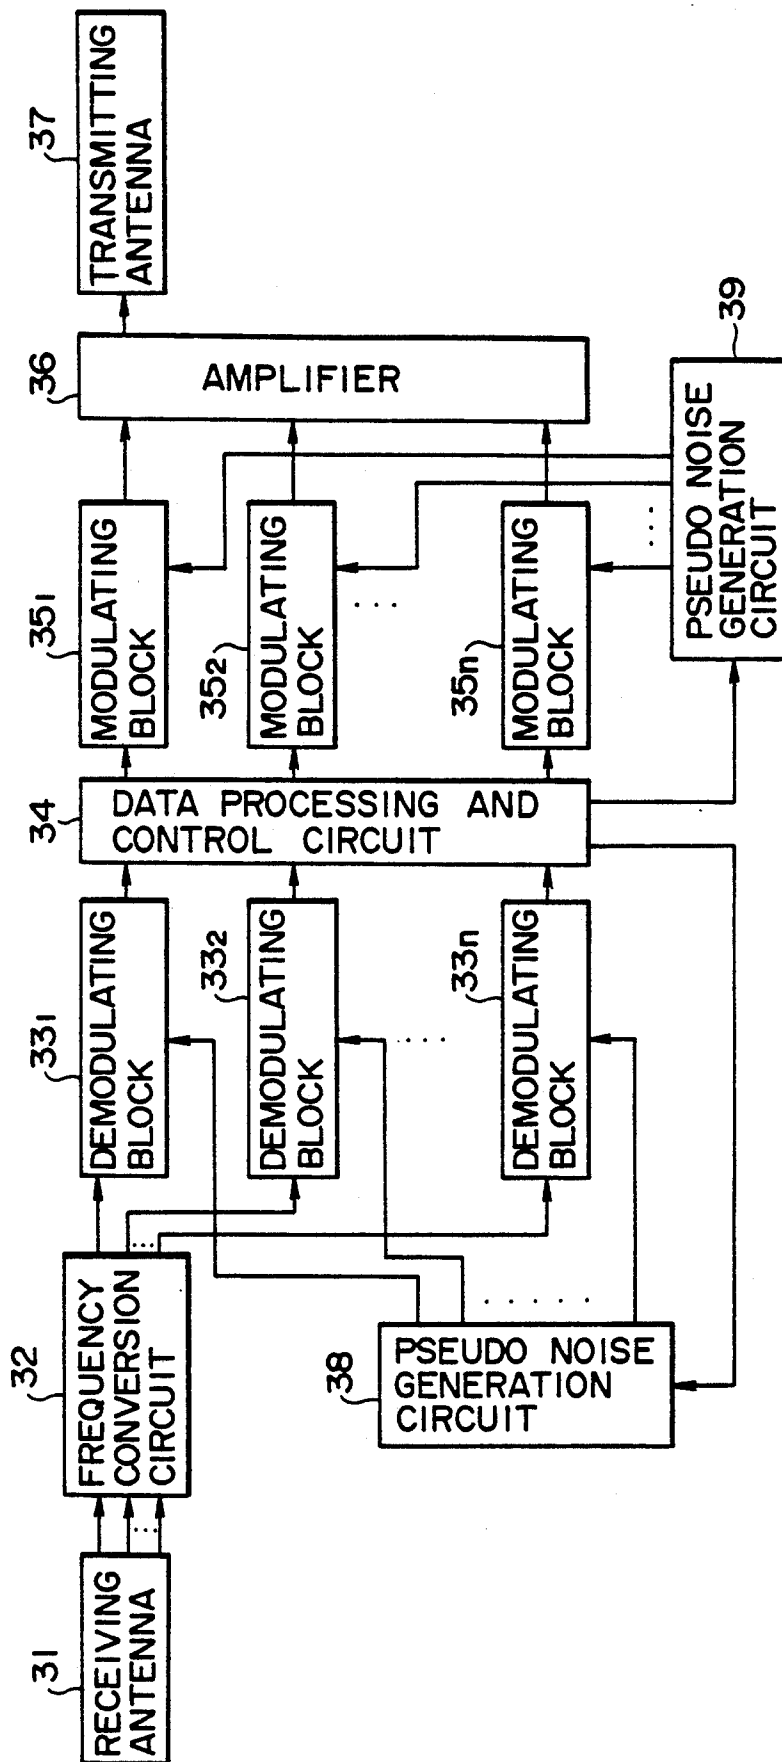 31
RECEIVING
ANTENNA
32
FREQUENCY
CONVERSION
CIRCUIT
33₁
DEMODULATING
BLOCK
33₂
DEMODULATING
BLOCK
33n
DEMODULATING
BLOCK
34
DATA PROCESSING AND
CONTROL CIRCUIT
35₁
MODULATING
BLOCK
35₂
MODULATING
BLOCK
35n
MODULATING
BLOCK
36
AMPLIFIER
37
TRANSMITTING
ANTENNA
38
PSEUDO NOISE
GENERATION
CIRCUIT
39
PSEUDO NOISE
GENERATION
CIRCUIT